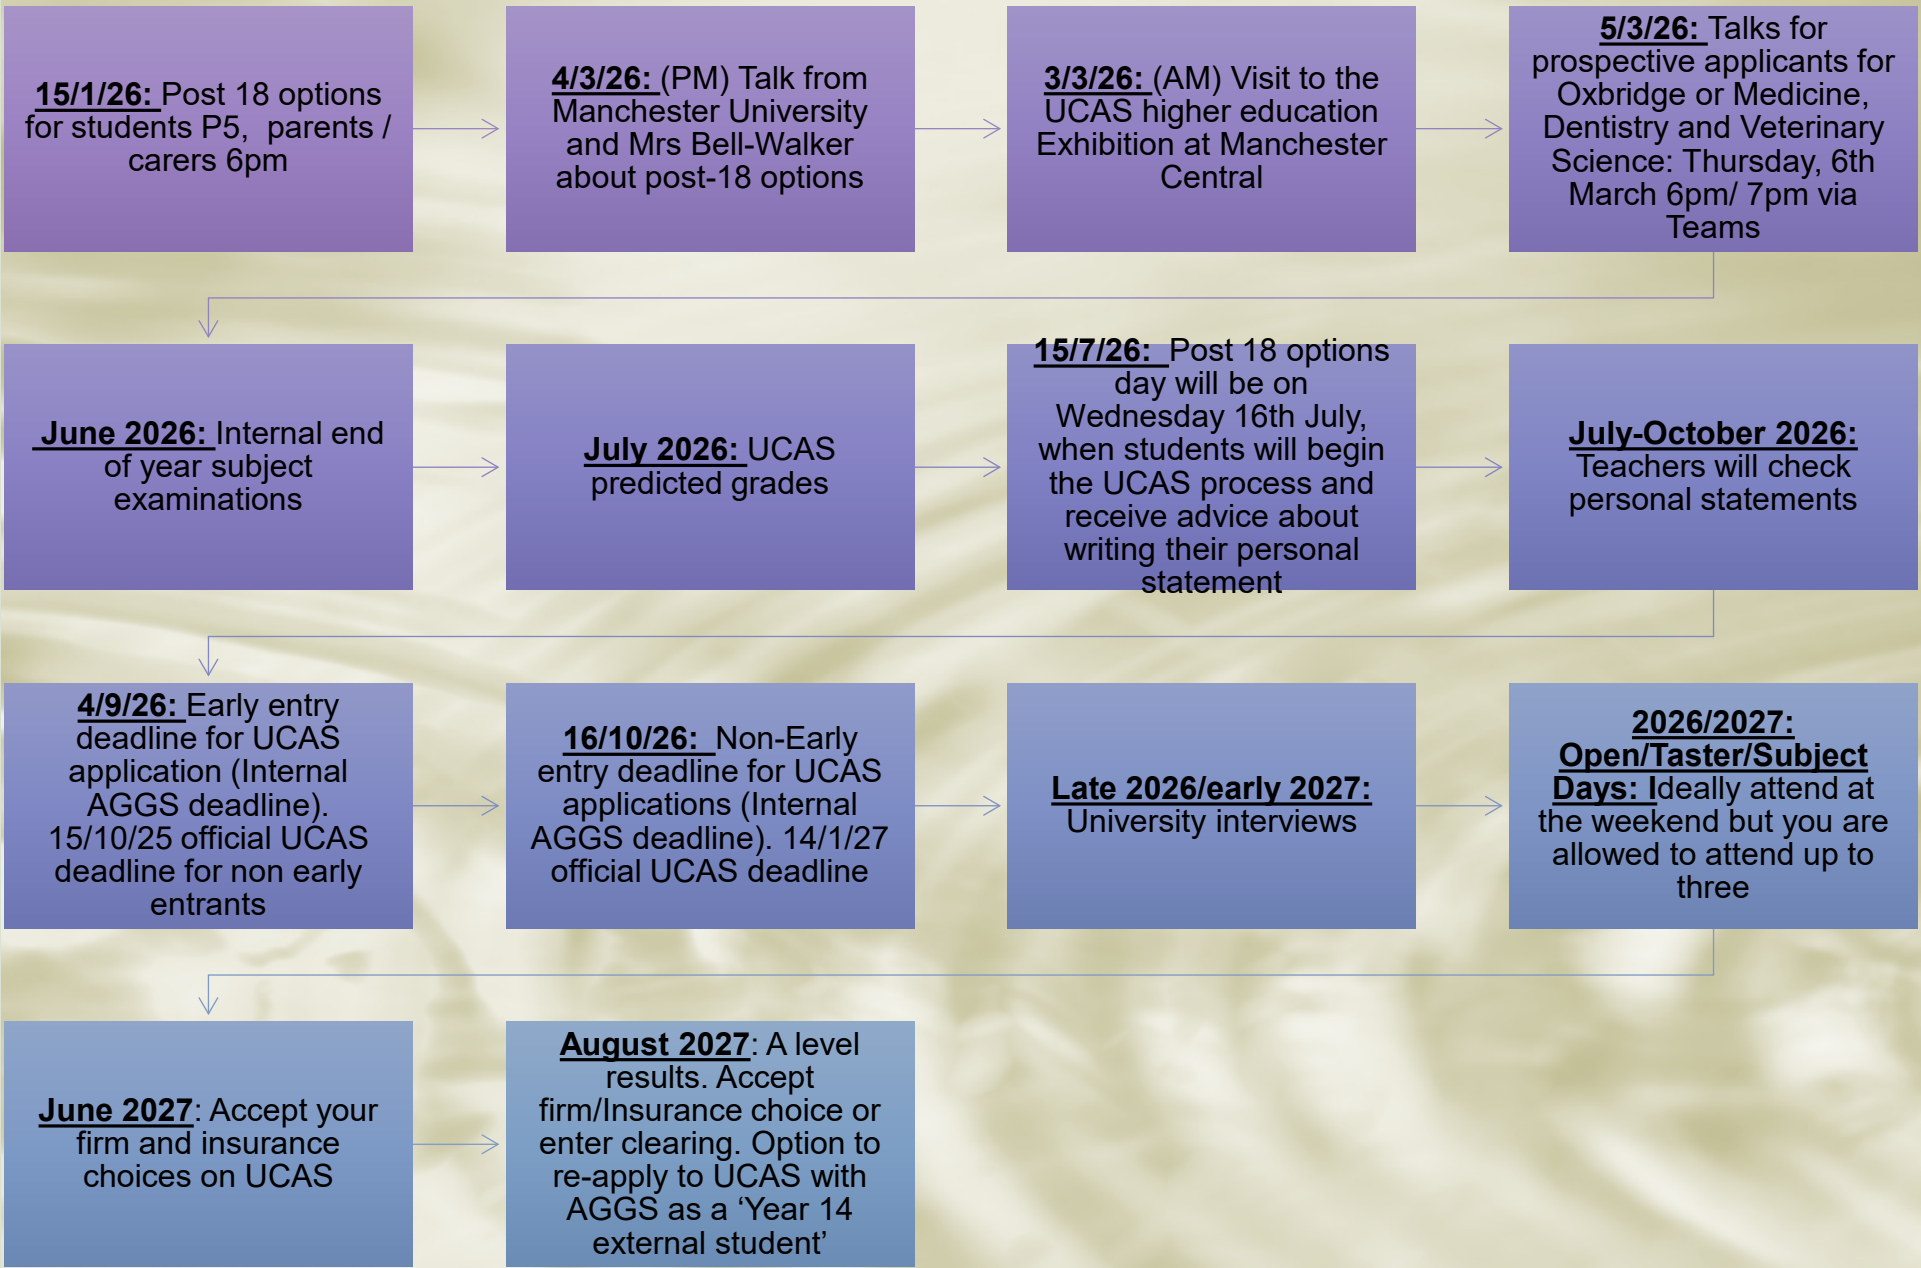 15/1/26: Post 18 options
for students P5,  parents /
carers 6pm
4/3/26: (PM) Talk from
Manchester University
and Mrs Bell-Walker
about post-18 options
3/3/26: (AM) Visit to the
UCAS higher education
Exhibition at Manchester
Central
5/3/26: Talks for
prospective applicants for
Oxbridge or Medicine,
Dentistry and Veterinary
Science: Thursday, 6th
March 6pm/ 7pm via
Teams
June 2026: Internal end
of year subject
examinations
July 2026: UCAS
predicted grades
15/7/26:  Post 18 options
day will be on
Wednesday 16th July,
when students will begin
the UCAS process and
receive advice about
writing their personal
statement
July-October 2026:
Teachers will check
personal statements
4/9/26: Early entry
deadline for UCAS
application (Internal
AGGS deadline).
15/10/25 official UCAS
deadline for non early
entrants
16/10/26:  Non-Early
entry deadline for UCAS
applications (Internal
AGGS deadline). 14/1/27
official UCAS deadline
Late 2026/early 2027:
University interviews
2026/2027:
Open/Taster/Subject
Days: Ideally attend at
the weekend but you are
allowed to attend up to
three
June 2027: Accept your
firm and insurance
choices on UCAS
August 2027: A level
results. Accept
firm/Insurance choice or
enter clearing. Option to
re-apply to UCAS with
AGGS as a ‘Year 14
external student’